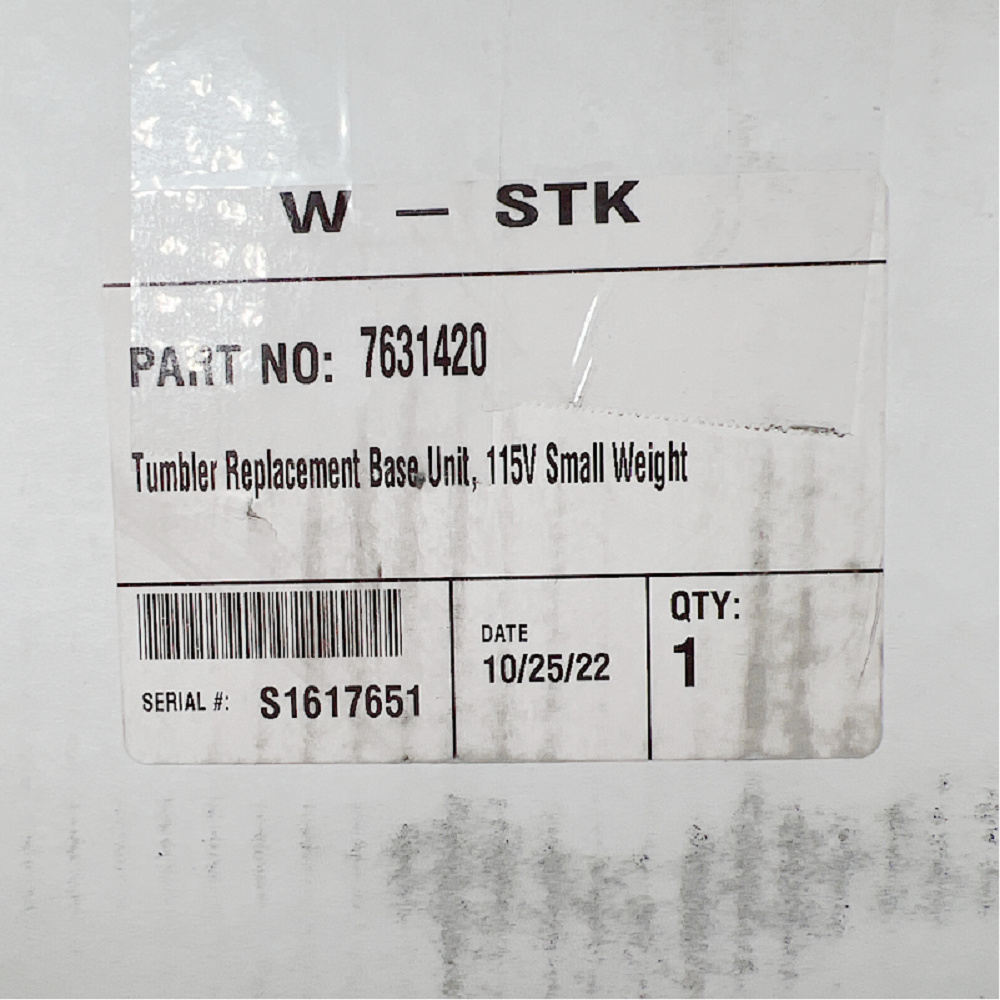 W – STK
PART NO: 7631420
Tumbler Replacement Base Unit, 115V Small Weight
SERIAL #: S1617651
DATE
10/25/22
QTY:
1